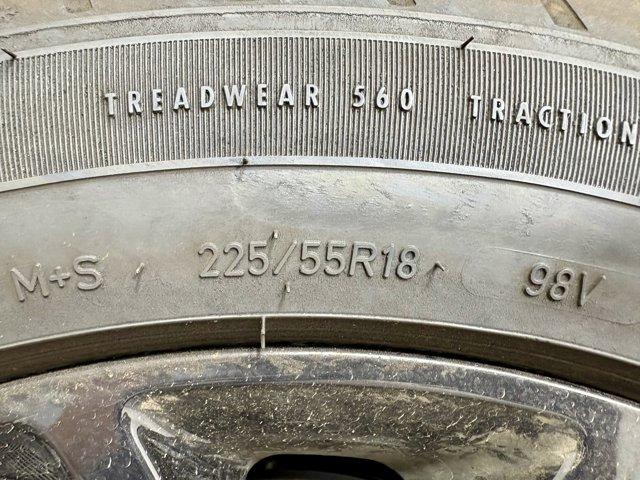 TREADWEAR 560 TRACTION
M+S 225/55R18 98V